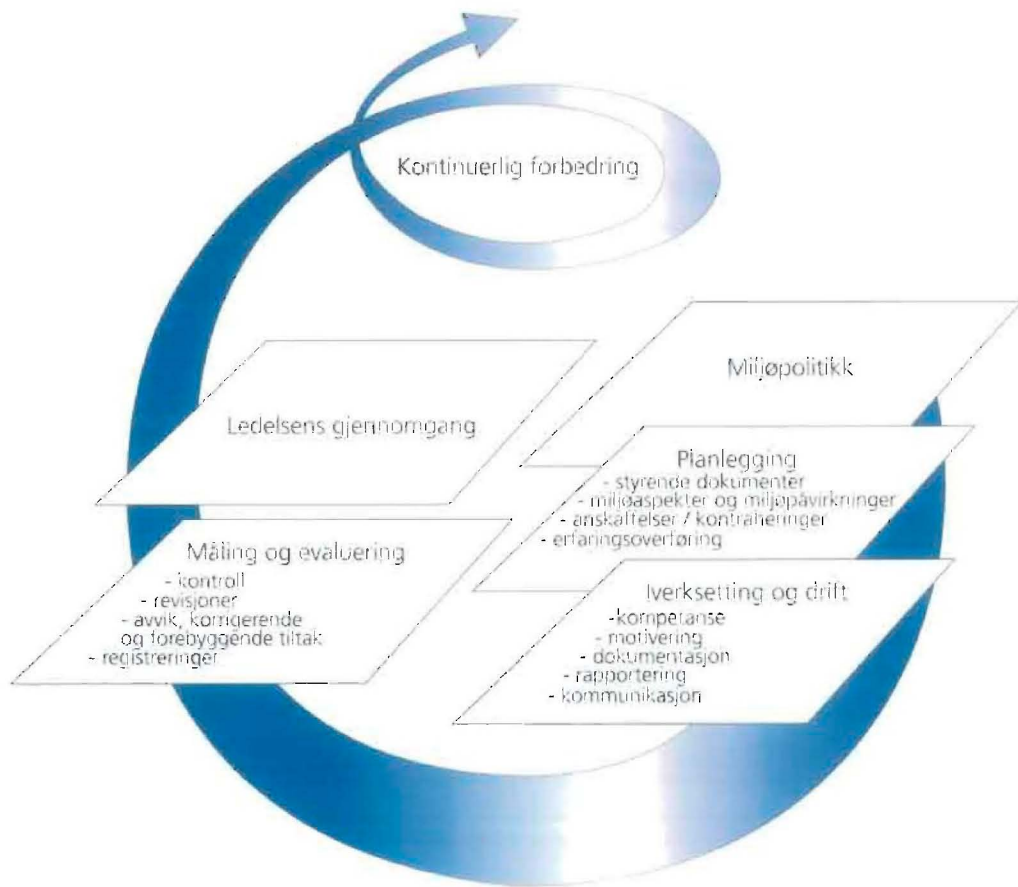 Kontinuerlig forbedring
Miljøpolitikk
Planlegging
- styrende dokumenter
- miljøaspekter og miljøpåvirkninger
- anskaffelser / kontraheringer
- erfaringsoverføring
Iverksetting og drift
- kompetanse
- motivering
- dokumentasjon
- rapportering
- kommunikasjon
Måling og evaluering
- kontroll
- revisjoner
- avvik, korrigerende
og forebyggende tiltak
- registreringer
Ledelsens gjennomgang